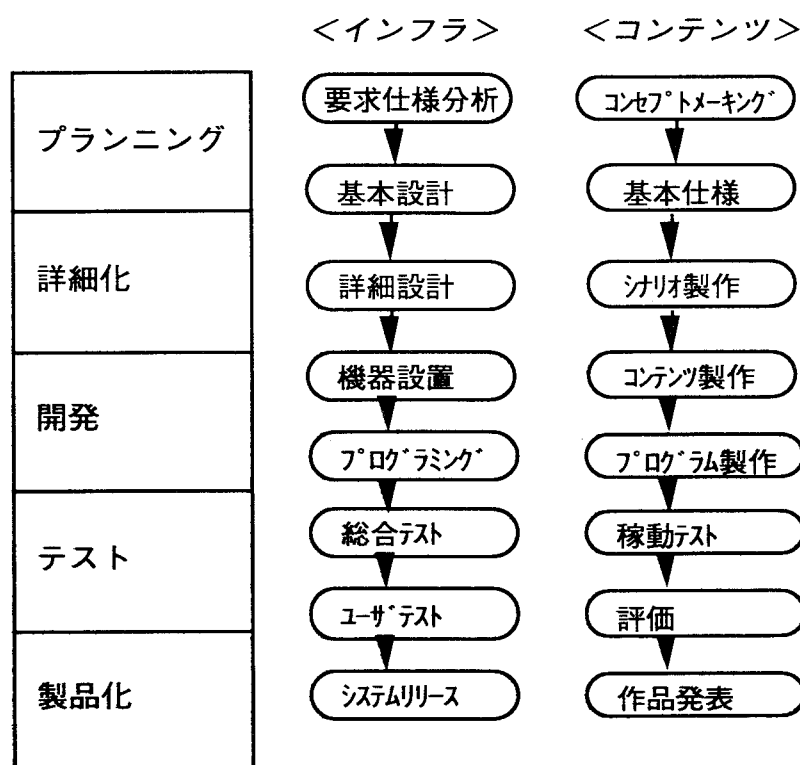 ＜インフラ＞ ＜コンテンツ＞
プランニング
要求仕様分析 ｺﾝｾﾌﾟﾄﾒｰｷﾝｸﾞ
基本設計 基本仕様
詳細化
詳細設計 ｼﾅﾘｵ製作
開発
機器設置 ｺﾝﾃﾝﾂ製作
ﾌﾟﾛｸﾞﾗﾐﾝｸﾞ ﾌﾟﾛｸﾞﾗﾑ製作
テスト
総合ﾃｽﾄ 稼動ﾃｽﾄ
ﾕｰｻﾞﾃｽﾄ 評価
製品化
ｼｽﾃﾑﾘﾘｰｽ 作品発表